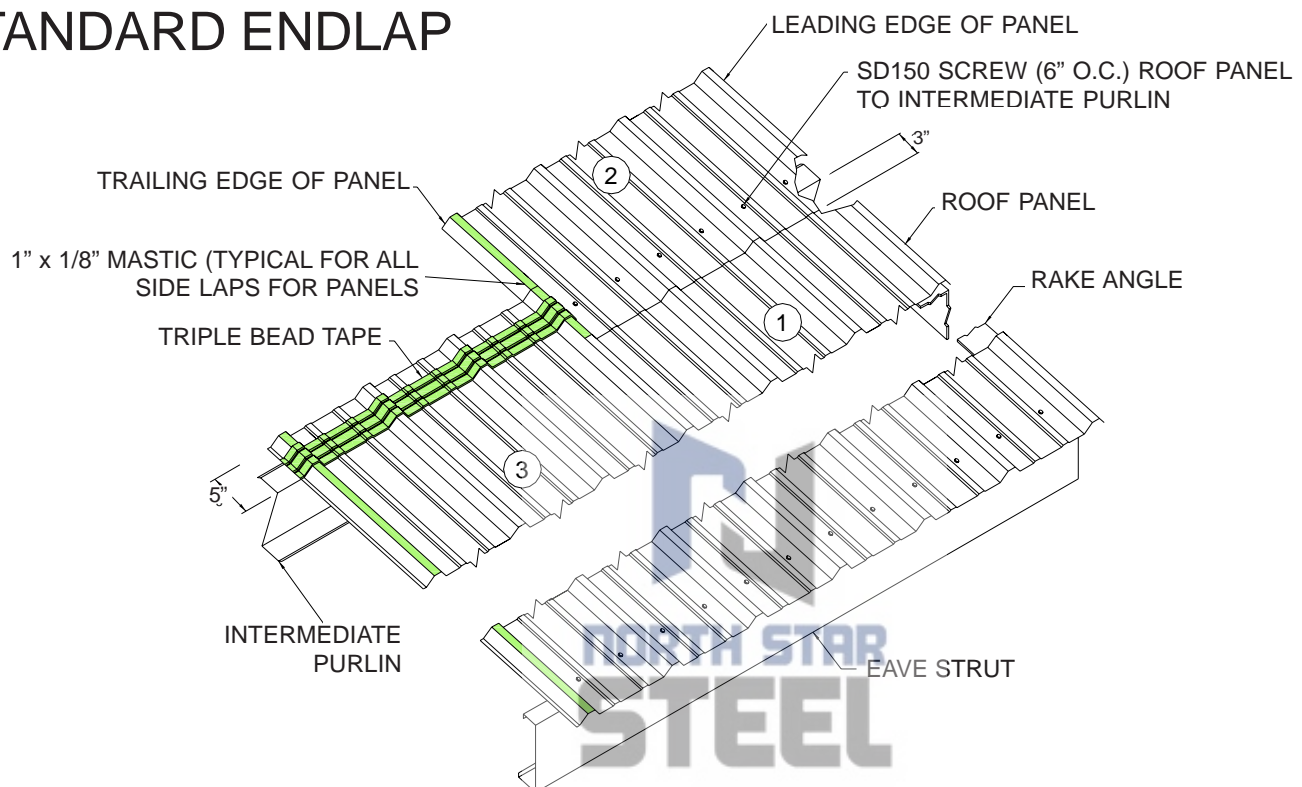 TANDARD ENDLAP
LEADING EDGE OF PANEL
SD150 SCREW (6” O.C.) ROOF PANEL
TO INTERMEDIATE PURLIN
3”
TRAILING EDGE OF PANEL
2
ROOF PANEL
1” x 1/8” MASTIC (TYPICAL FOR ALL
SIDE LAPS FOR PANELS
RAKE ANGLE
1
TRIPLE BEAD TAPE
3
5”
INTERMEDIATE
PURLIN
NORTH STAR
STEEL
EAVE STRUT